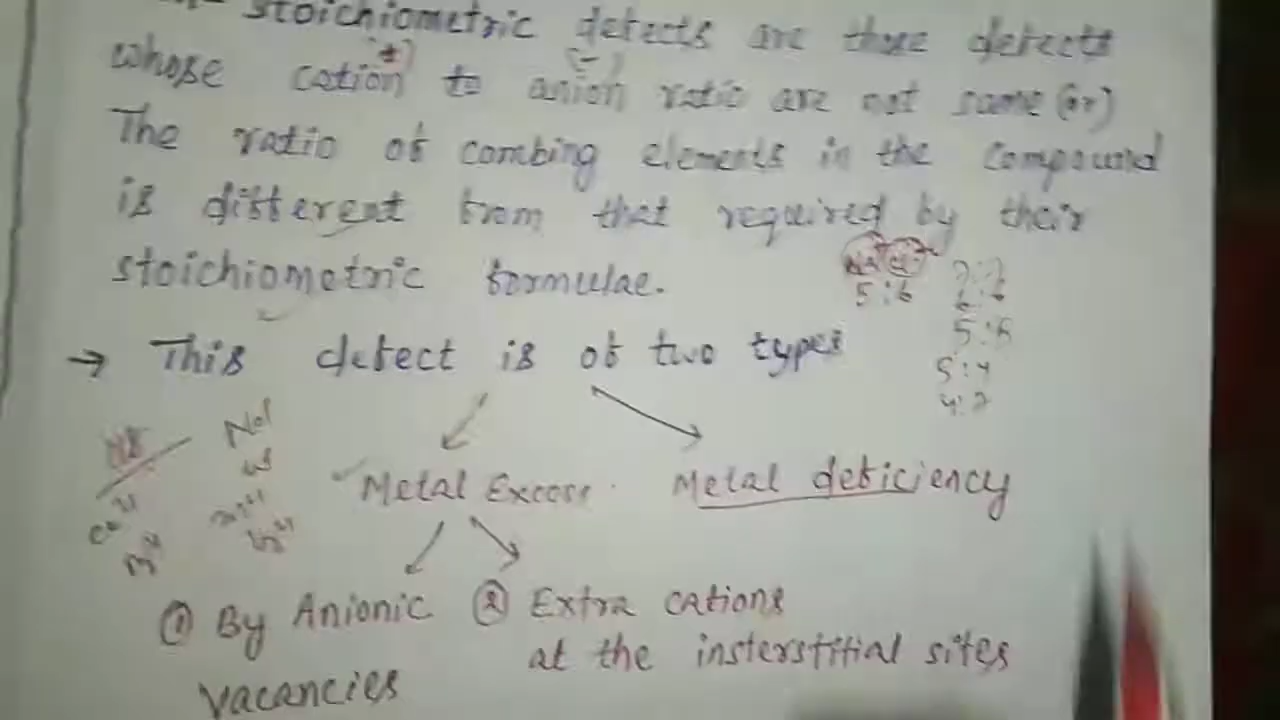 stoichiometric defects are those defects
(+) (-)
whose cation to anion ratio are not same (or)
The ratio of combing elements in the compound
is different from that required by their
stoichiometric formulae.
5:6
5:4
→ This defect is of two types
Metal Excess Metal deficiency
① By Anionic ② Extra cations
at the insterstitial sites
vacancies